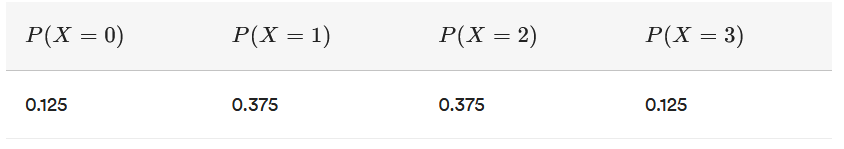 P(X = 0) P(X = 1) P(X = 2) P(X = 3)
0.125 0.375 0.375 0.125